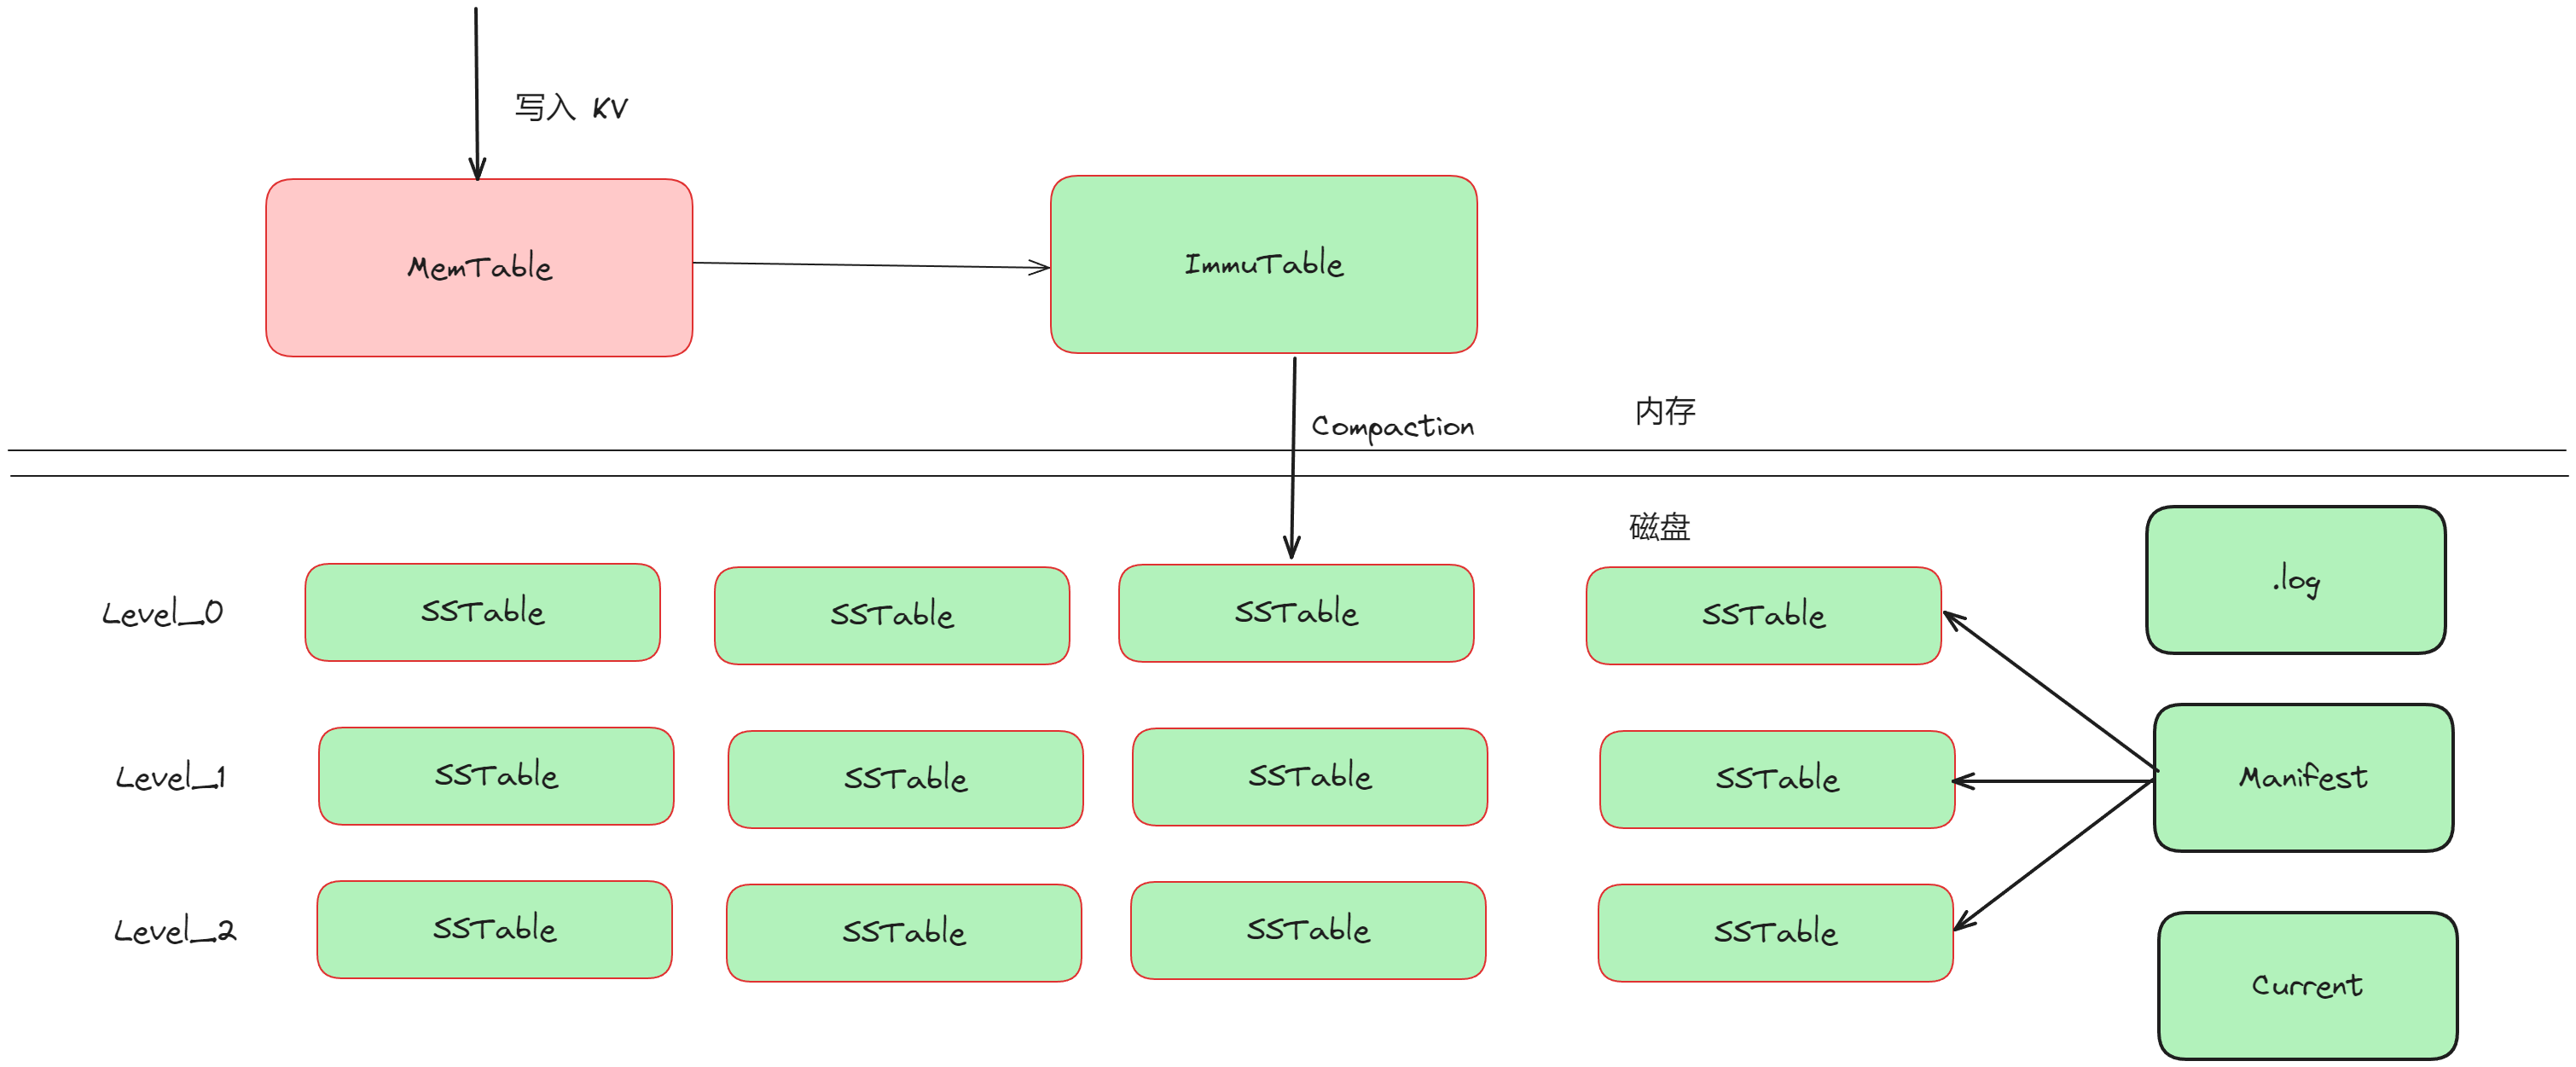 写入 KV
MemTable
ImmuTable
内存
Compaction
磁盘
.log
Level_0
SSTable
SSTable
SSTable
SSTable
Level_1
SSTable
SSTable
SSTable
SSTable
Manifest
Level_2
SSTable
SSTable
SSTable
SSTable
Current